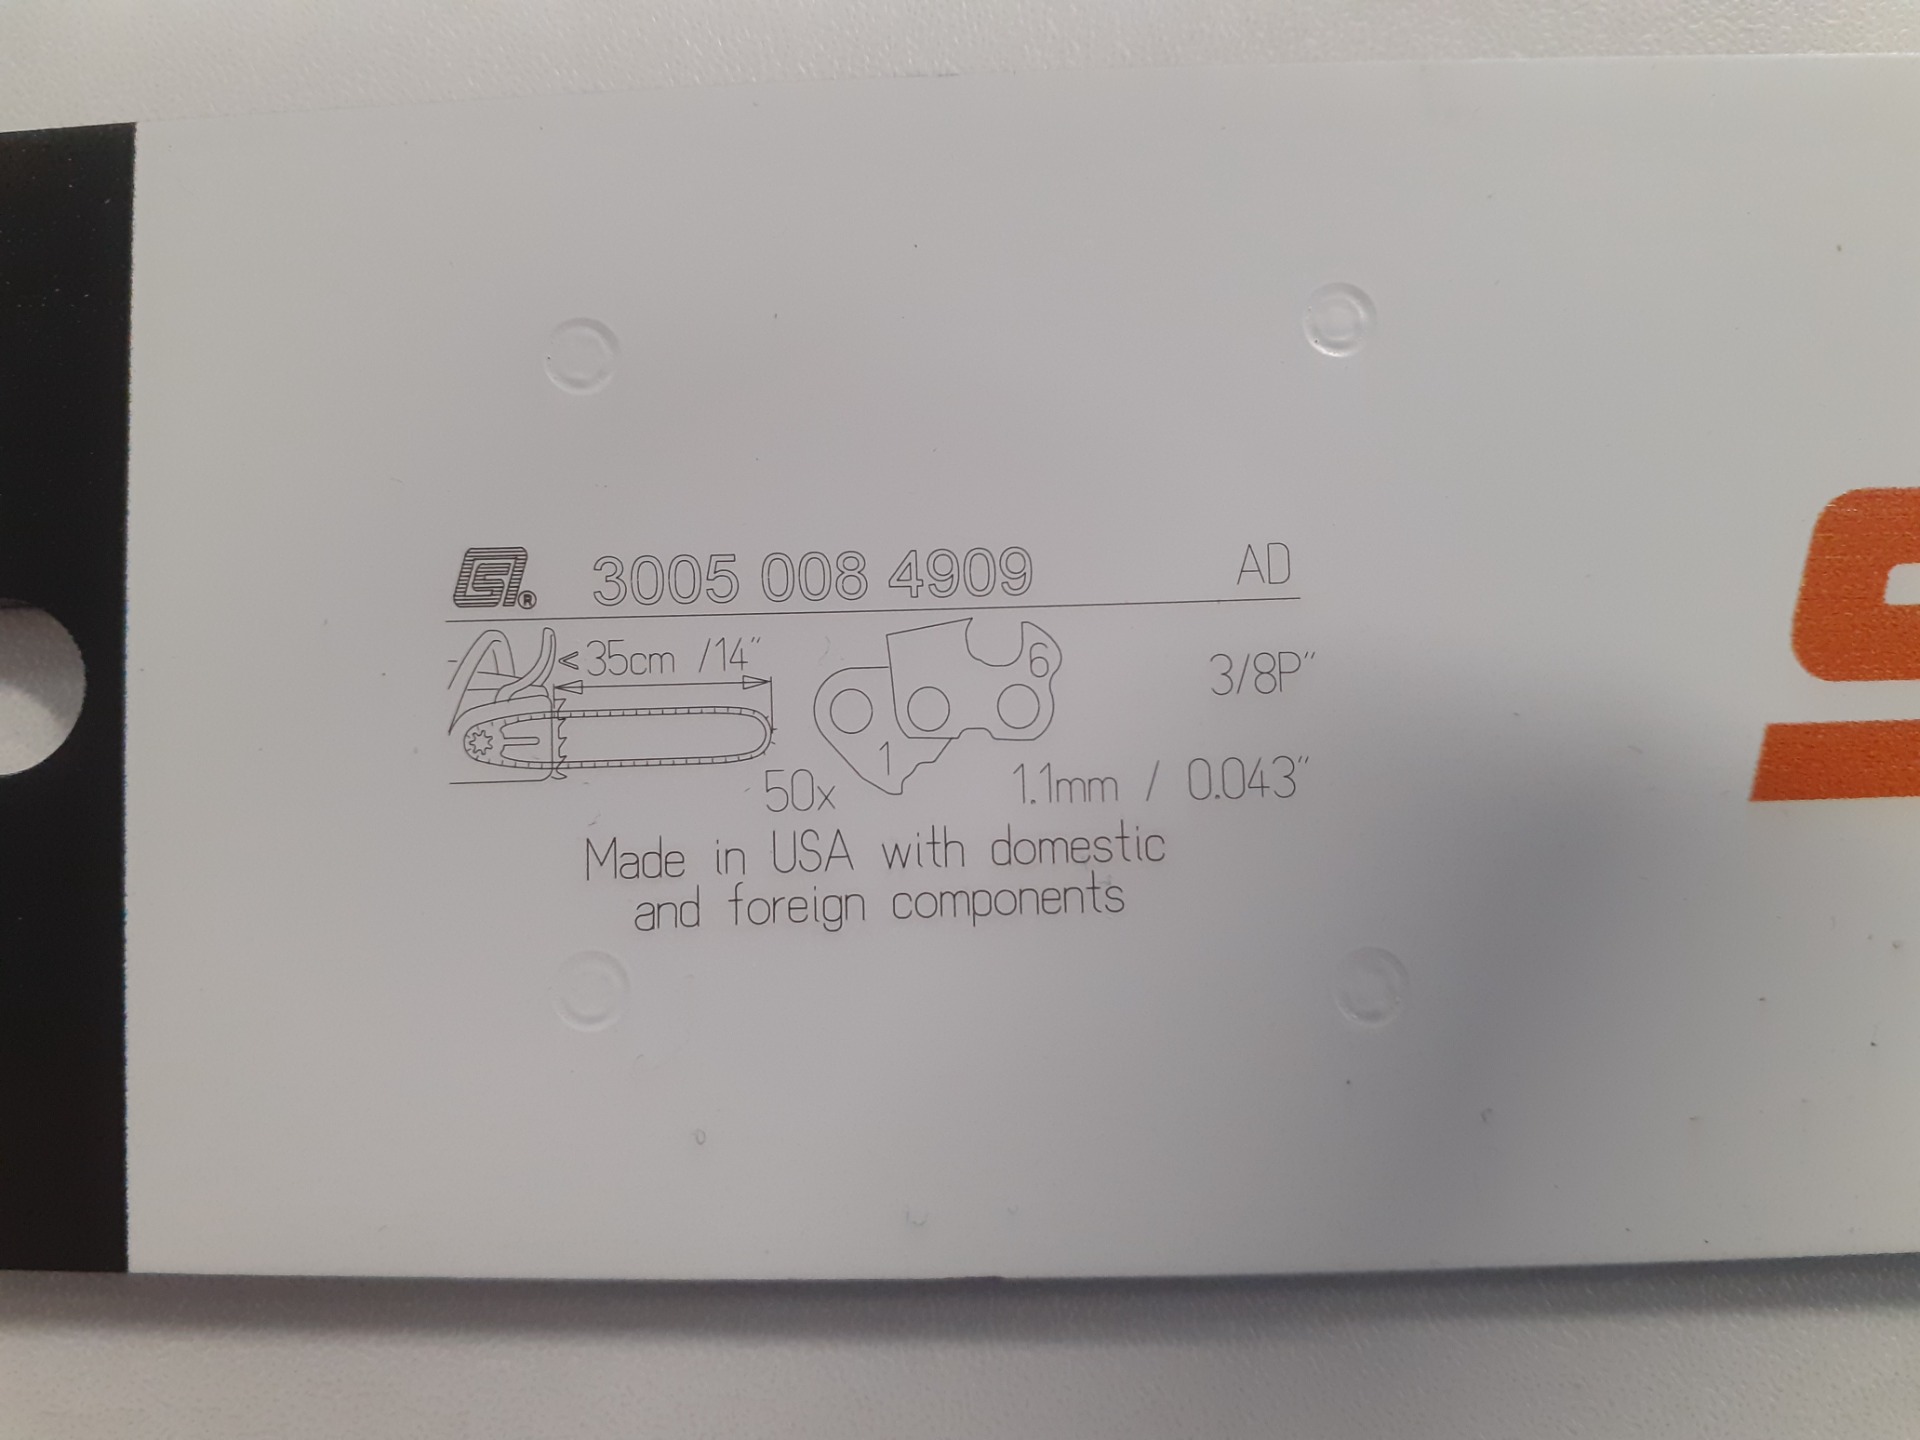 ® 3005 008 4909 AD
<35cm /14" 6 3/8P"
1
50x 1.1mm / 0.043"
Made in USA with domestic
and foreign components
S